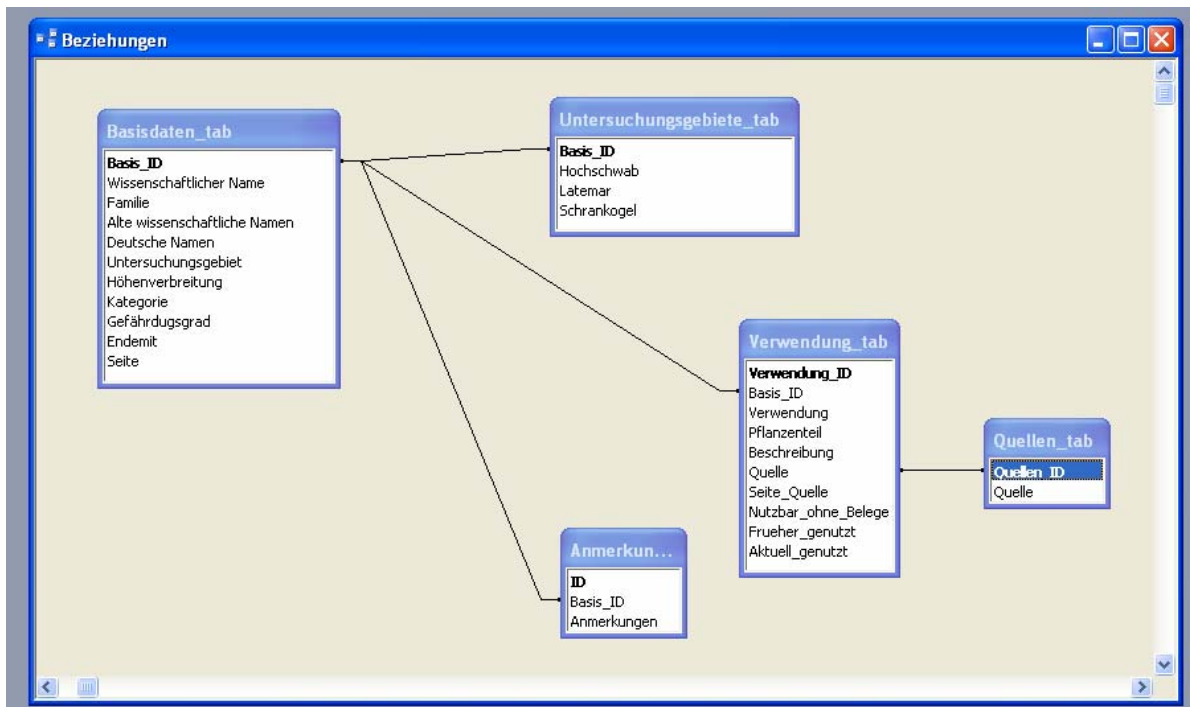 Beziehungen
Basisdaten_tab
Basis_ID
Wissenschaftlicher Name
Familie
Alte wissenschaftliche Namen
Deutsche Namen
Untersuchungsgebiet
Höhenverbreitung
Kategorie
Gefährdugsgrad
Endemit
Seite
Untersuchungsgebiete_tab
Basis_ID
Hochschwab
Latemar
Schrankogel
Verwendung_tab
Verwendung_ID
Basis_ID
Verwendung
Pflanzenteil
Beschreibung
Quelle
Seite_Quelle
Nutzbar_ohne_Belege
Frueher_genutzt
Aktuell_genutzt
Quellen_tab
Quellen_ID
Quelle
Anmerkun...
ID
Basis_ID
Anmerkungen